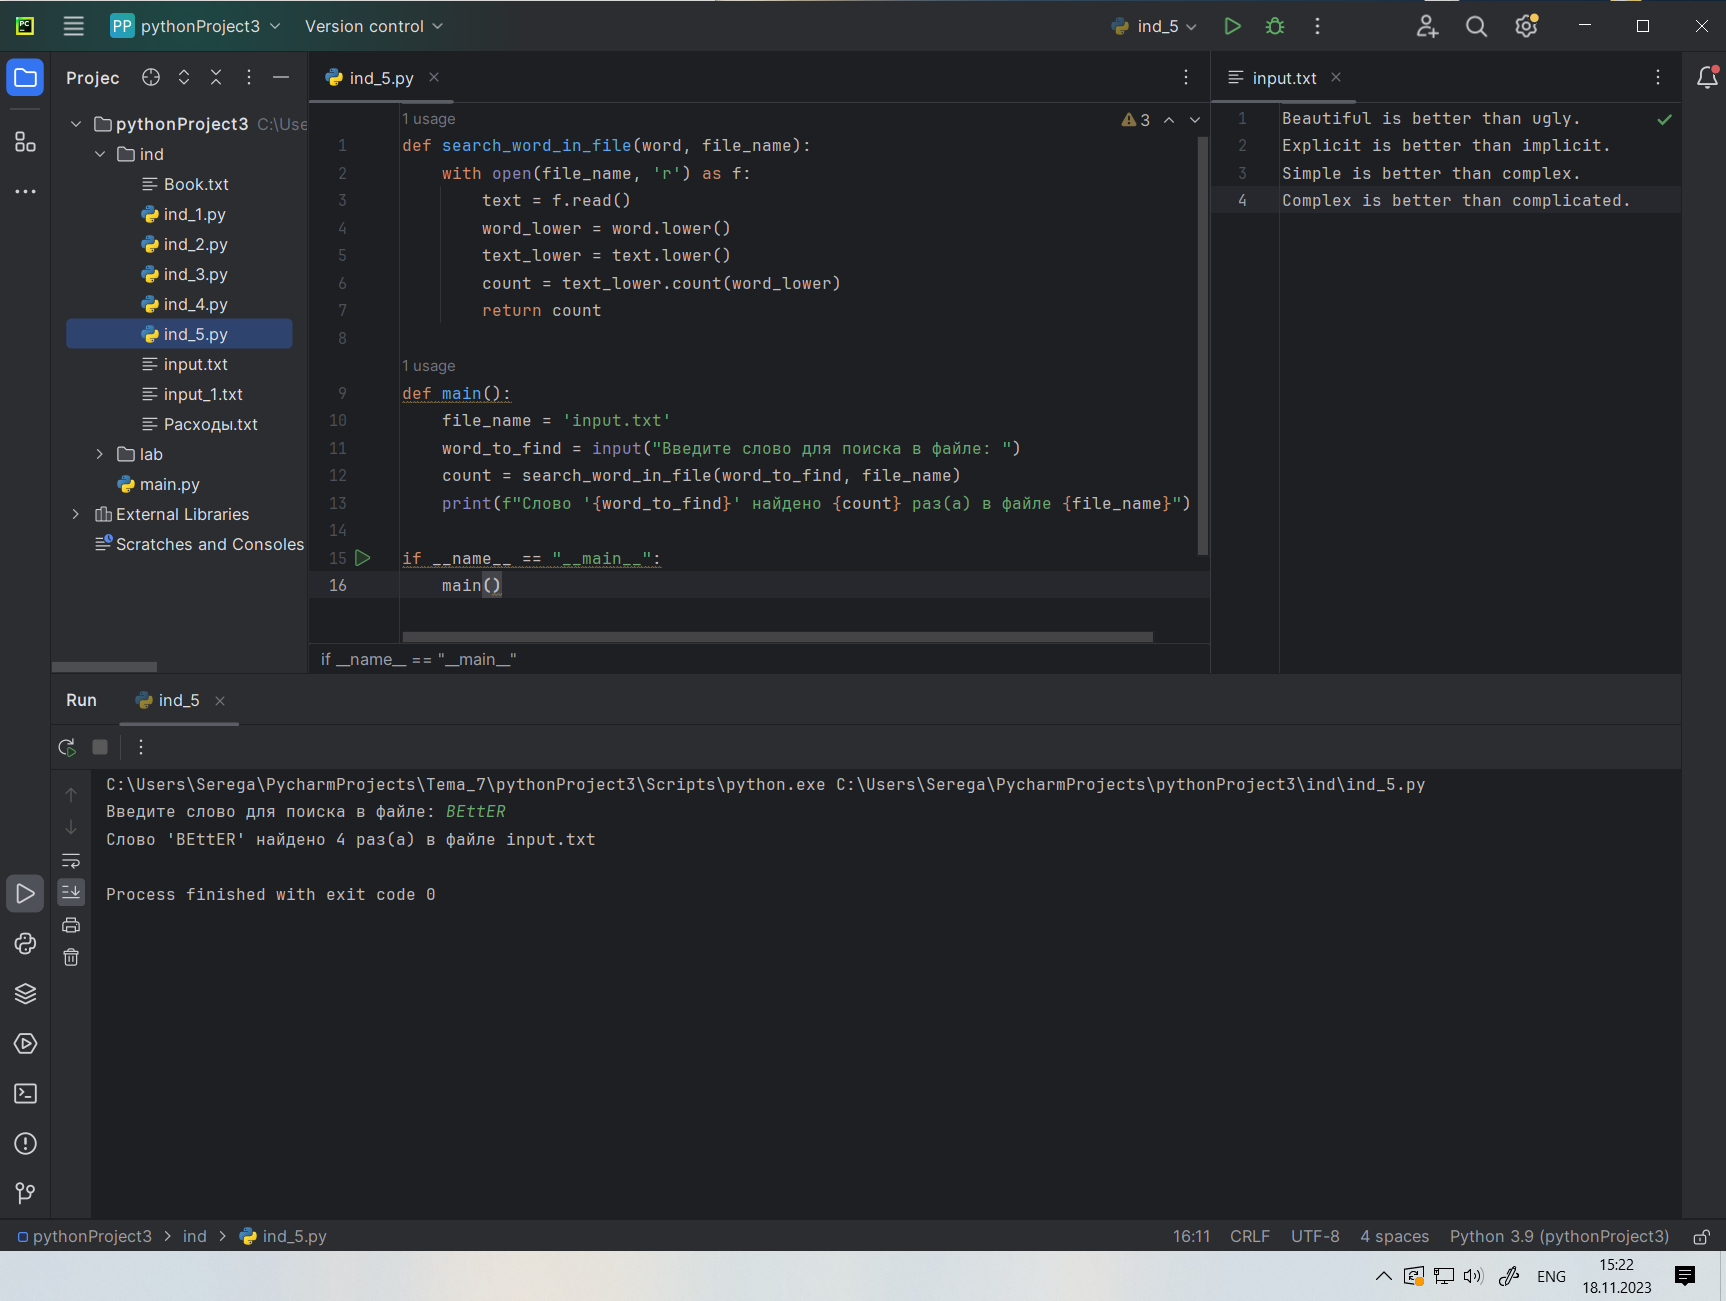 PC
PP pythonProject3
Version control
ind_5
Projec
pythonProject3 C:\Use
ind
Book.txt
ind_1.py
ind_2.py
ind_3.py
ind_4.py
ind_5.py
input.txt
input_1.txt
Расходы.txt
lab
main.py
External Libraries
Scratches and Consoles
ind_5.py
3
1 usage
1 def search_word_in_file(word, file_name):
2 with open(file_name, 'r') as f:
3 text = f.read()
4 word_lower = word.lower()
5 text_lower = text.lower()
6 count = text_lower.count(word_lower)
7 return count
8
1 usage
9 def main():
10 file_name = 'input.txt'
11 word_to_find = input("Введите слово для поиска в файле: ")
12 count = search_word_in_file(word_to_find, file_name)
13 print(f"Слово '{word_to_find}' найдено {count} раз(а) в файле {file_name}")
14
15 if __name__ == "__main__":
16 main()
if __name__ == "__main__"
input.txt
1 Beautiful is better than ugly.
2 Explicit is better than implicit.
3 Simple is better than complex.
4 Complex is better than complicated.
Run
ind_5
C:\Users\Serega\PycharmProjects\Tema_7\pythonProject3\Scripts\python.exe C:\Users\Serega\PycharmProjects\pythonProject3\ind\ind_5.py
Введите слово для поиска в файле: BEttER
Слово 'BEttER' найдено 4 раз(а) в файле input.txt
Process finished with exit code 0
pythonProject3 > ind > ind_5.py
16:11 CRLF UTF-8 4 spaces Python 3.9 (pythonProject3)
ENG
15:22
18.11.2023